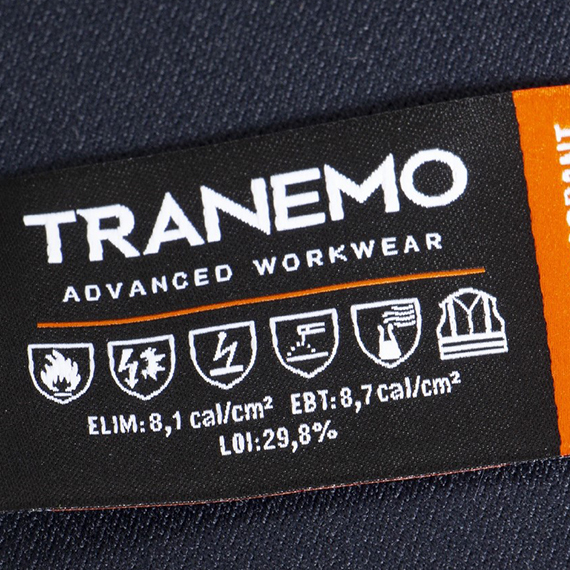 TRANEMO
ADVANCED WORKWEAR
ELIM: 8,1 cal/cm² EBT: 8,7 cal/cm²
LOI: 29,8%